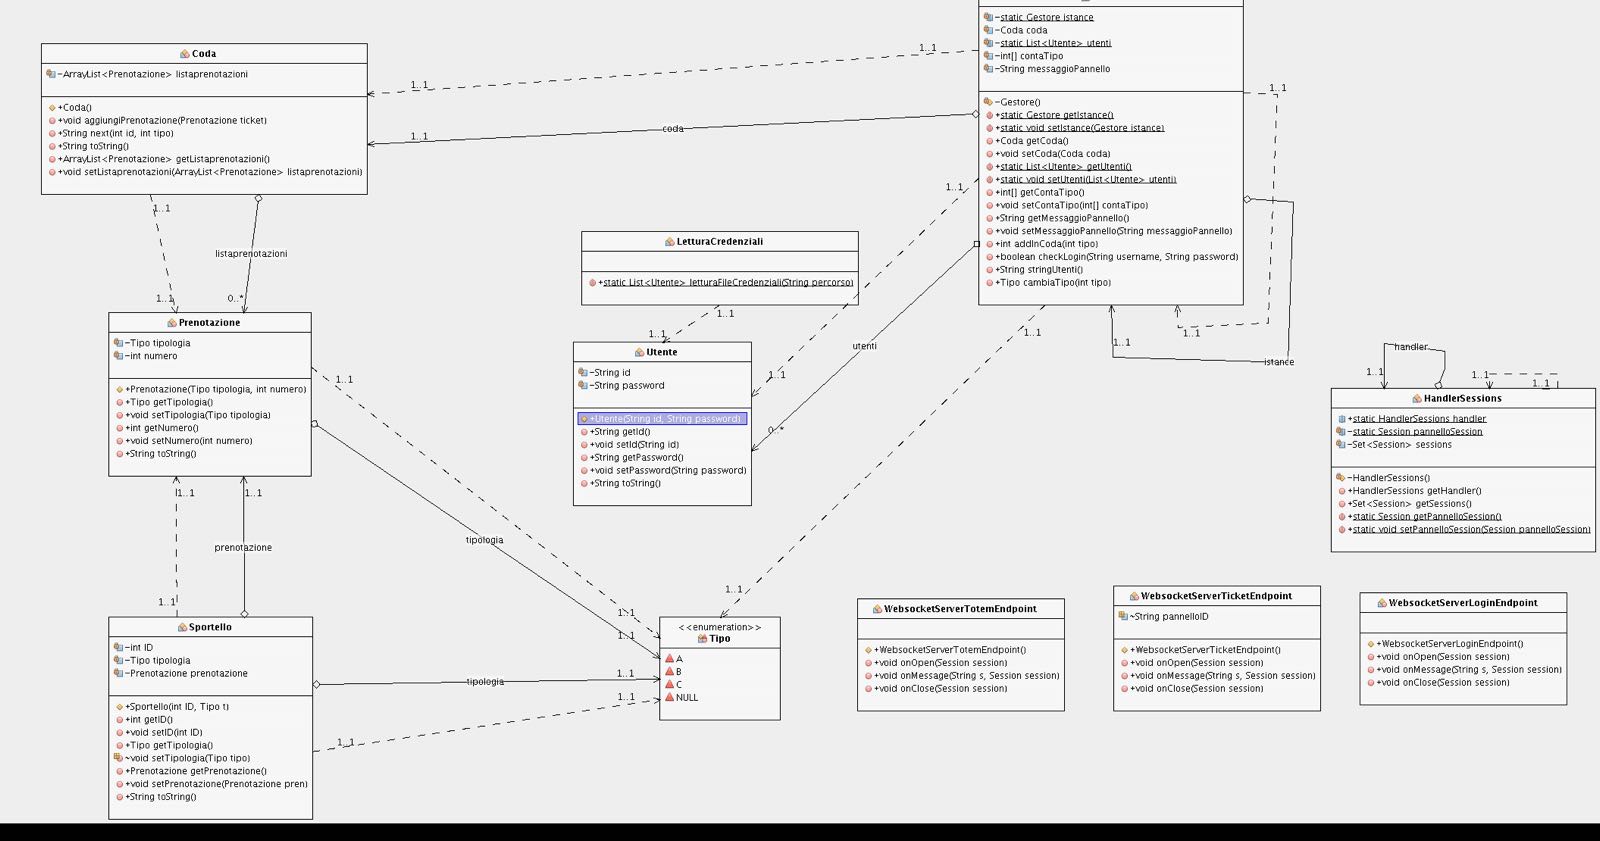 -static Gestore istance
-Coda coda
-static List<Utente> utenti
-int[] contaTipo
-String messaggioPannello
-Gestore()
+static Gestore getIstance()
+static void setIstance(Gestore istance)
+Coda getCoda()
+void setCoda(Coda coda)
+static List<Utente> getUtenti()
+static void setUtenti(List<Utente> utenti)
+int[] getContaTipo()
+void setContaTipo(int[] contaTipo)
+String getMessaggioPannello()
+void setMessaggioPannello(String messaggioPannello)
+int addInCoda(int tipo)
+boolean checkLogin(String username, String password)
+String stringUtenti()
+Tipo cambiaTipo(int tipo)
Coda
-ArrayList<Prenotazione> listaprenotazioni
+Coda()
+void aggiungiPrenotazione(Prenotazione ticket)
+String next(int id, int tipo)
+String toString()
+ArrayList<Prenotazione> getListaprenotazioni()
+void setListaprenotazioni(ArrayList<Prenotazione> listaprenotazioni)
1..1
1..1
coda
1..1
1..1
1..1
1..1
listaprenotazioni
1..1
0..*
LetturaCredenziali
+static List<Utente> letturaFileCredenziali(String percorso)
1..1
1..1
Utente
-String id
-String password
+Utente(String id, String password)
+String getId()
+void setId(String id)
+String getPassword()
+void setPassword(String password)
+String toString()
utenti
1..1
0..*
1..1
1..1
1..1
istance
Prenotazione
-Tipo tipologia
-int numero
+Prenotazione(Tipo tipologia, int numero)
+Tipo getTipologia()
+void setTipologia(Tipo tipologia)
+int getNumero()
+void setNumero(int numero)
+String toString()
1..1
1..1
1..1
prenotazione
1..1
tipologia
1..1
1..1
1..1
handler
1..1
1..1
1..1
HandlerSessions
+static HandlerSessions handler
-static Session pannelloSession
-Set<Session> sessions
-HandlerSessions()
+HandlerSessions getHandler()
+Set<Session> getSessions()
+static Session getPannelloSession()
+static void setPannelloSession(Session pannelloSession)
Sportello
-int ID
-Tipo tipologia
-Prenotazione prenotazione
+Sportello(int ID, Tipo t)
+int getID()
+void setID(int ID)
+Tipo getTipologia()
~void setTipologia(Tipo tipo)
+Prenotazione getPrenotazione()
+void setPrenotazione(Prenotazione pren)
+String toString()
tipologia
1..1
1..1
1..1
<<enumeration>>
Tipo
A
B
C
NULL
WebsocketServerTotemEndpoint
+WebsocketServerTotemEndpoint()
+void onOpen(Session session)
+void onMessage(String s, Session session)
+void onClose(Session session)
WebsocketServerTicketEndpoint
~String pannelloID
+WebsocketServerTicketEndpoint()
+void onOpen(Session session)
+void onMessage(String s, Session session)
+void onClose(Session session)
WebsocketServerLoginEndpoint
+WebsocketServerLoginEndpoint()
+void onOpen(Session session)
+void onMessage(String s, Session session)
+void onClose(Session session)